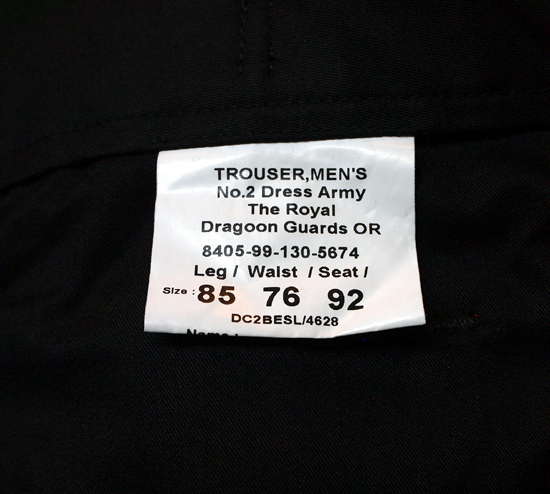 TROUSER,MEN'S
No.2 Dress Army
The Royal
Dragoon Guards OR
8405-99-130-5674
Leg / Waist / Seat /
Size : 85 76 92
DC2BESL/4628
Name :